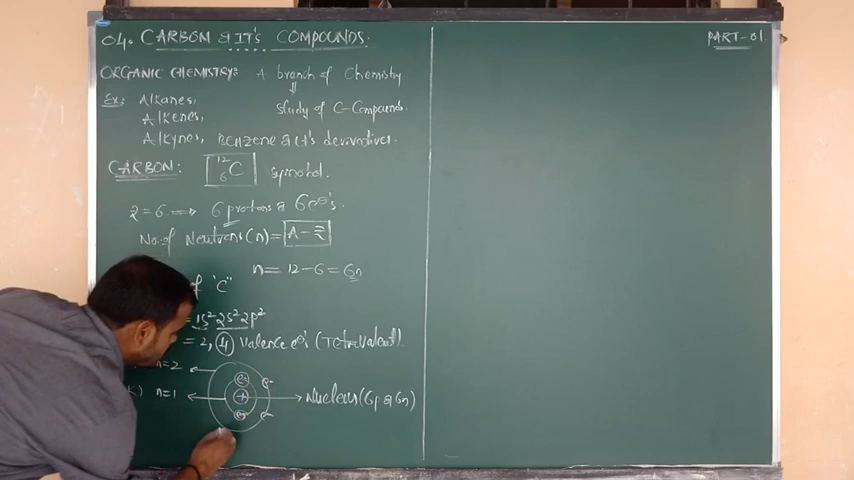 04. CARBON & IT'S COMPOUNDS.
PART-01
ORGANIC CHEMISTRY: A branch of Chemistry
Ex: Alkanes, study of C-Compounds.
Alkenes,
Alkynes, Benzene & it's derivatives.
CARBON: 12 6 C symbol.
Z=6 ⟹ 6 protons & 6e⊖'s.
No. of Neutrons (n) = A-Z
n = 12-6 = 6n
of "C"
= 1s² 2s² 2p²
= 2, 4 valence e⊖'s (Tetravalent).
n=2
K) n=1 + → Nucleus (6p & 6n)